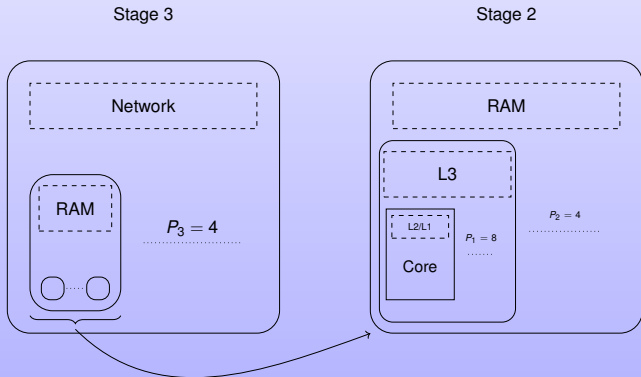 Stage 3
Network
RAM
P₃ = 4
Stage 2
RAM
L3
L2/L1
Core
P₁ = 8
P₂ = 4